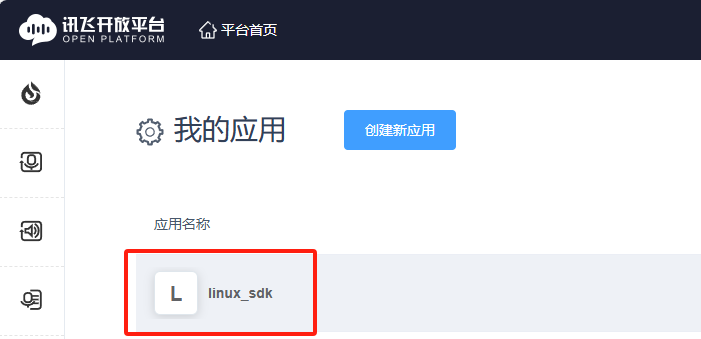 讯飞开放平台
OPEN PLATFORM
平台首页
我的应用
创建新应用
应用名称
L
linux_sdk